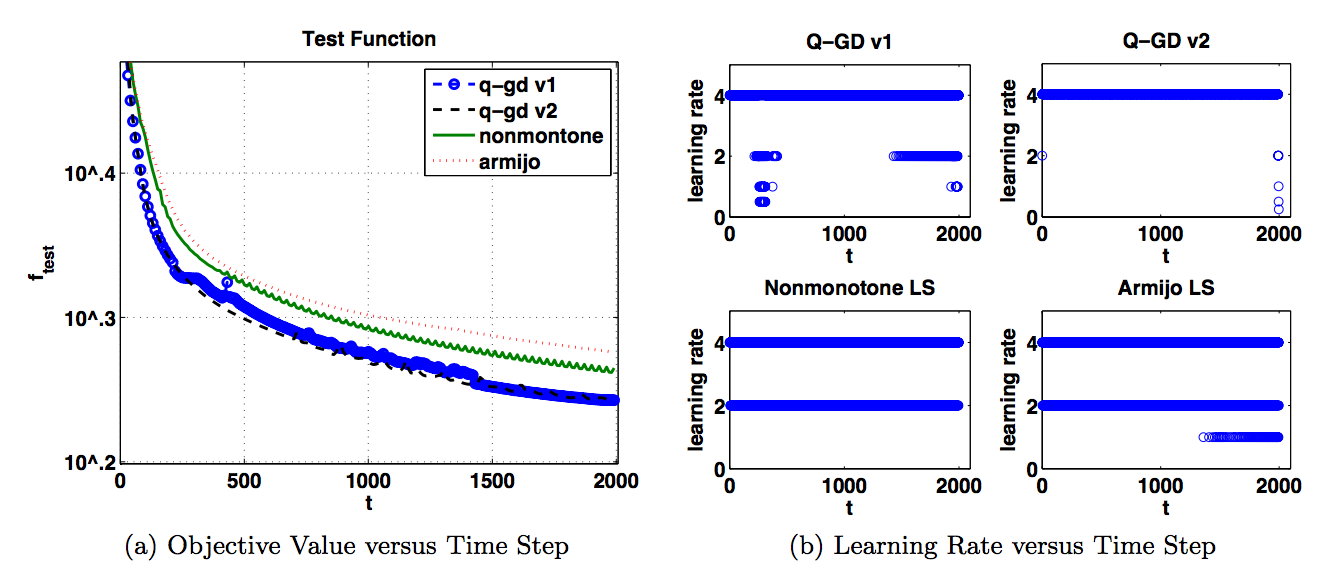 Test Function
q-gd v1
q-gd v2
nonmontone
armijo
10^.4
10^.3
10^.2
f_test
0 500 1000 1500 2000
t
(a) Objective Value versus Time Step
Q-GD v1
learning rate
4
2
0
0 1000 2000
t
Q-GD v2
learning rate
4
2
0
0 1000 2000
t
Nonmonotone LS
learning rate
4
2
0
0 1000 2000
t
Armijo LS
learning rate
4
2
0
0 1000 2000
t
(b) Learning Rate versus Time Step